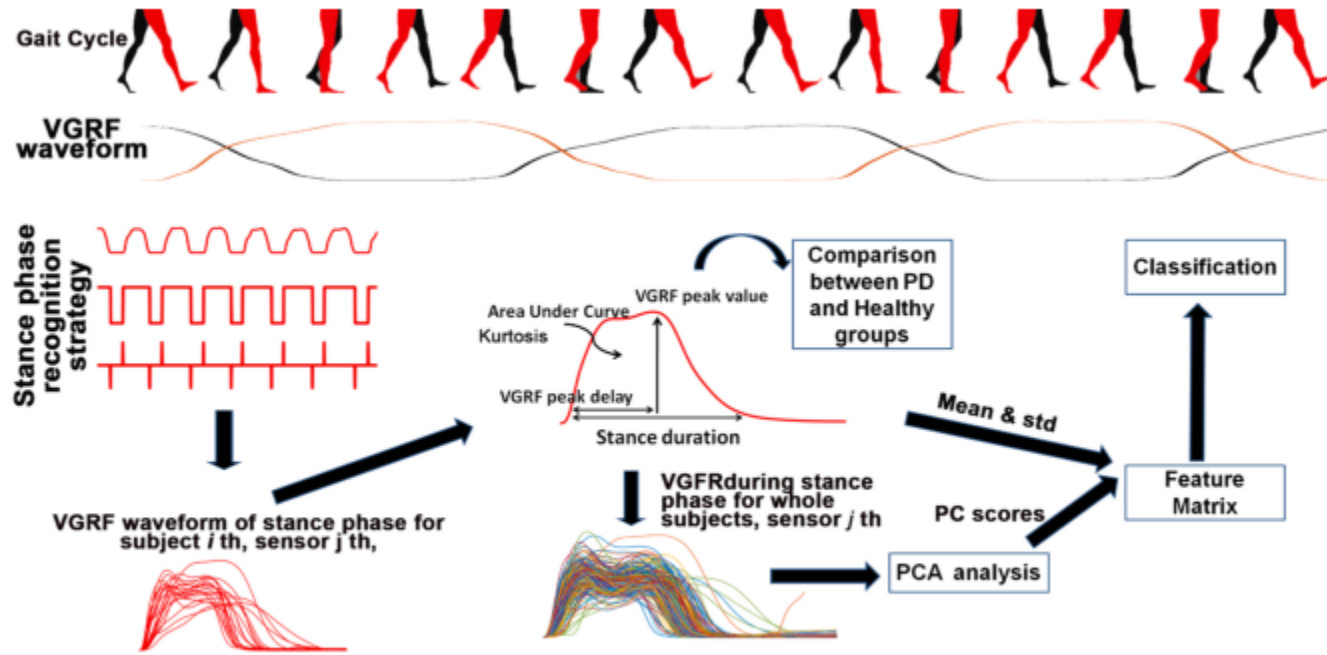 Gait Cycle
VGRF
waveform
Stance phase
recognition
strategy
VGRF peak value
Area Under Curve
Kurtosis
VGRF peak delay
Stance duration
Comparison
between PD
and Healthy
groups
Classification
Mean & std
Feature
Matrix
VGRF waveform of stance phase for
subject i th, sensor j th,
VGFRduring stance
phase for whole
subjects, sensor j th
PC scores
PCA analysis